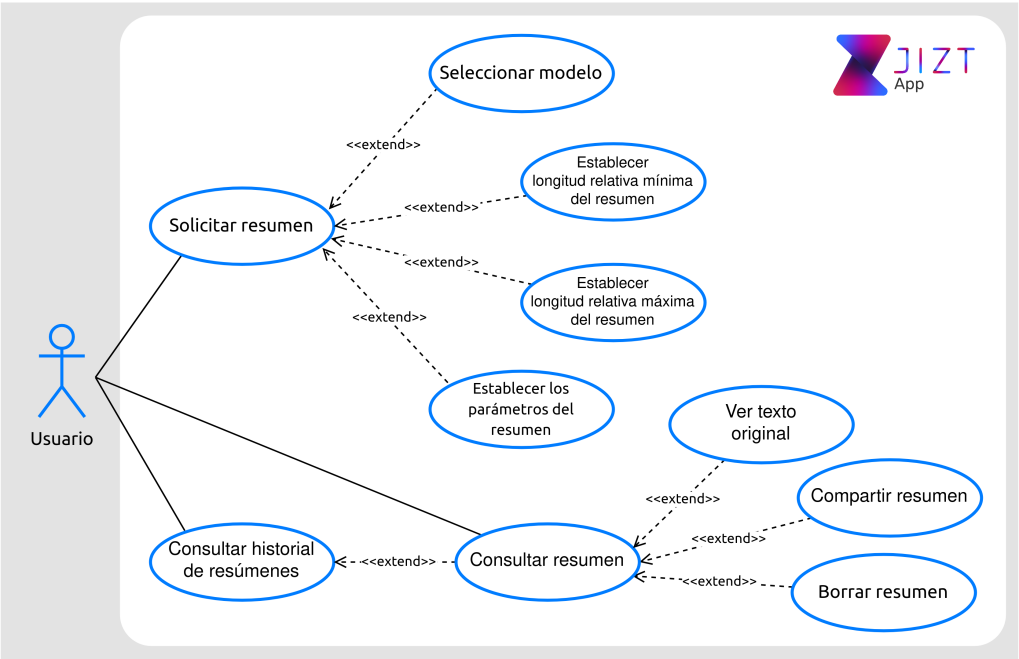 JIZT
App
Seleccionar modelo
<<extend>>
Establecer
longitud relativa mínima
del resumen
<<extend>>
Solicitar resumen
<<extend>>
Establecer
longitud relativa máxima
del resumen
<<extend>>
Establecer los
parámetros del
resumen
Usuario
Ver texto
original
<<extend>>
Compartir resumen
<<extend>>
Consultar historial
de resúmenes
<<extend>>
Consultar resumen
<<extend>>
Borrar resumen